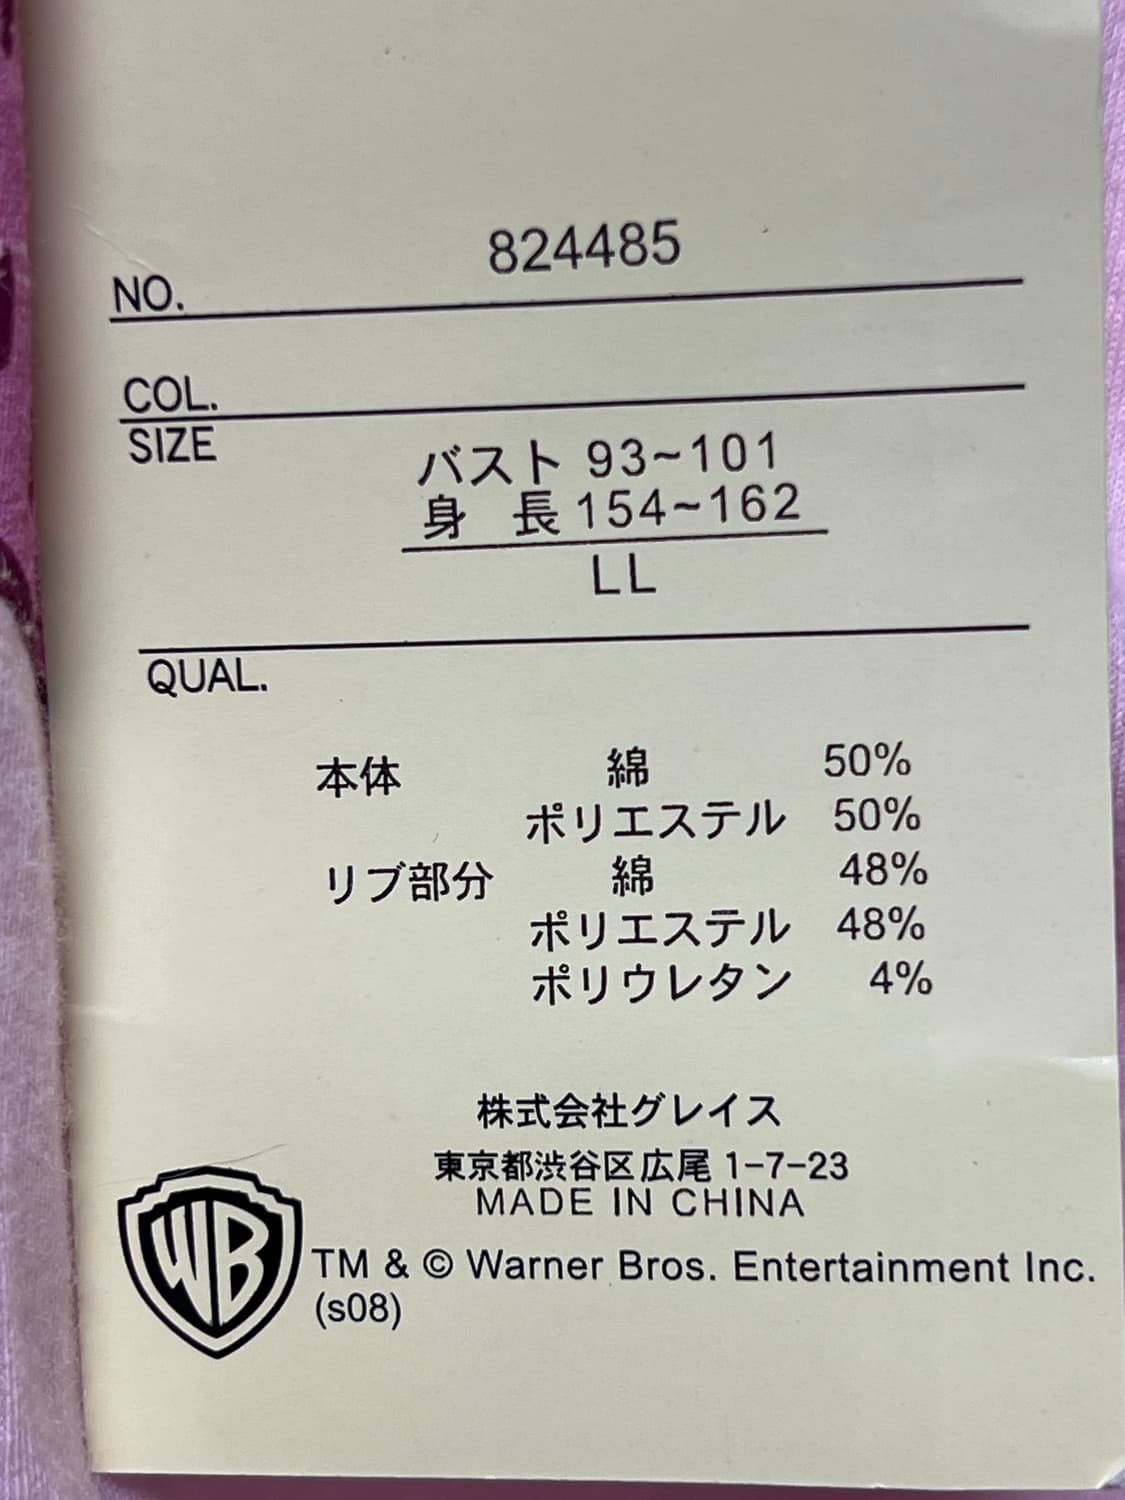 824485
NO.
COL.
SIZE
バスト 93~101
身 長 154~162
LL
QUAL.
本体 綿 50%
ポリエステル 50%
リブ部分 綿 48%
ポリエステル 48%
ポリウレタン 4%
株式会社グレイス
東京都渋谷区広尾 1-7-23
MADE IN CHINA
WB
TM & © Warner Bros. Entertainment Inc.
(s08)